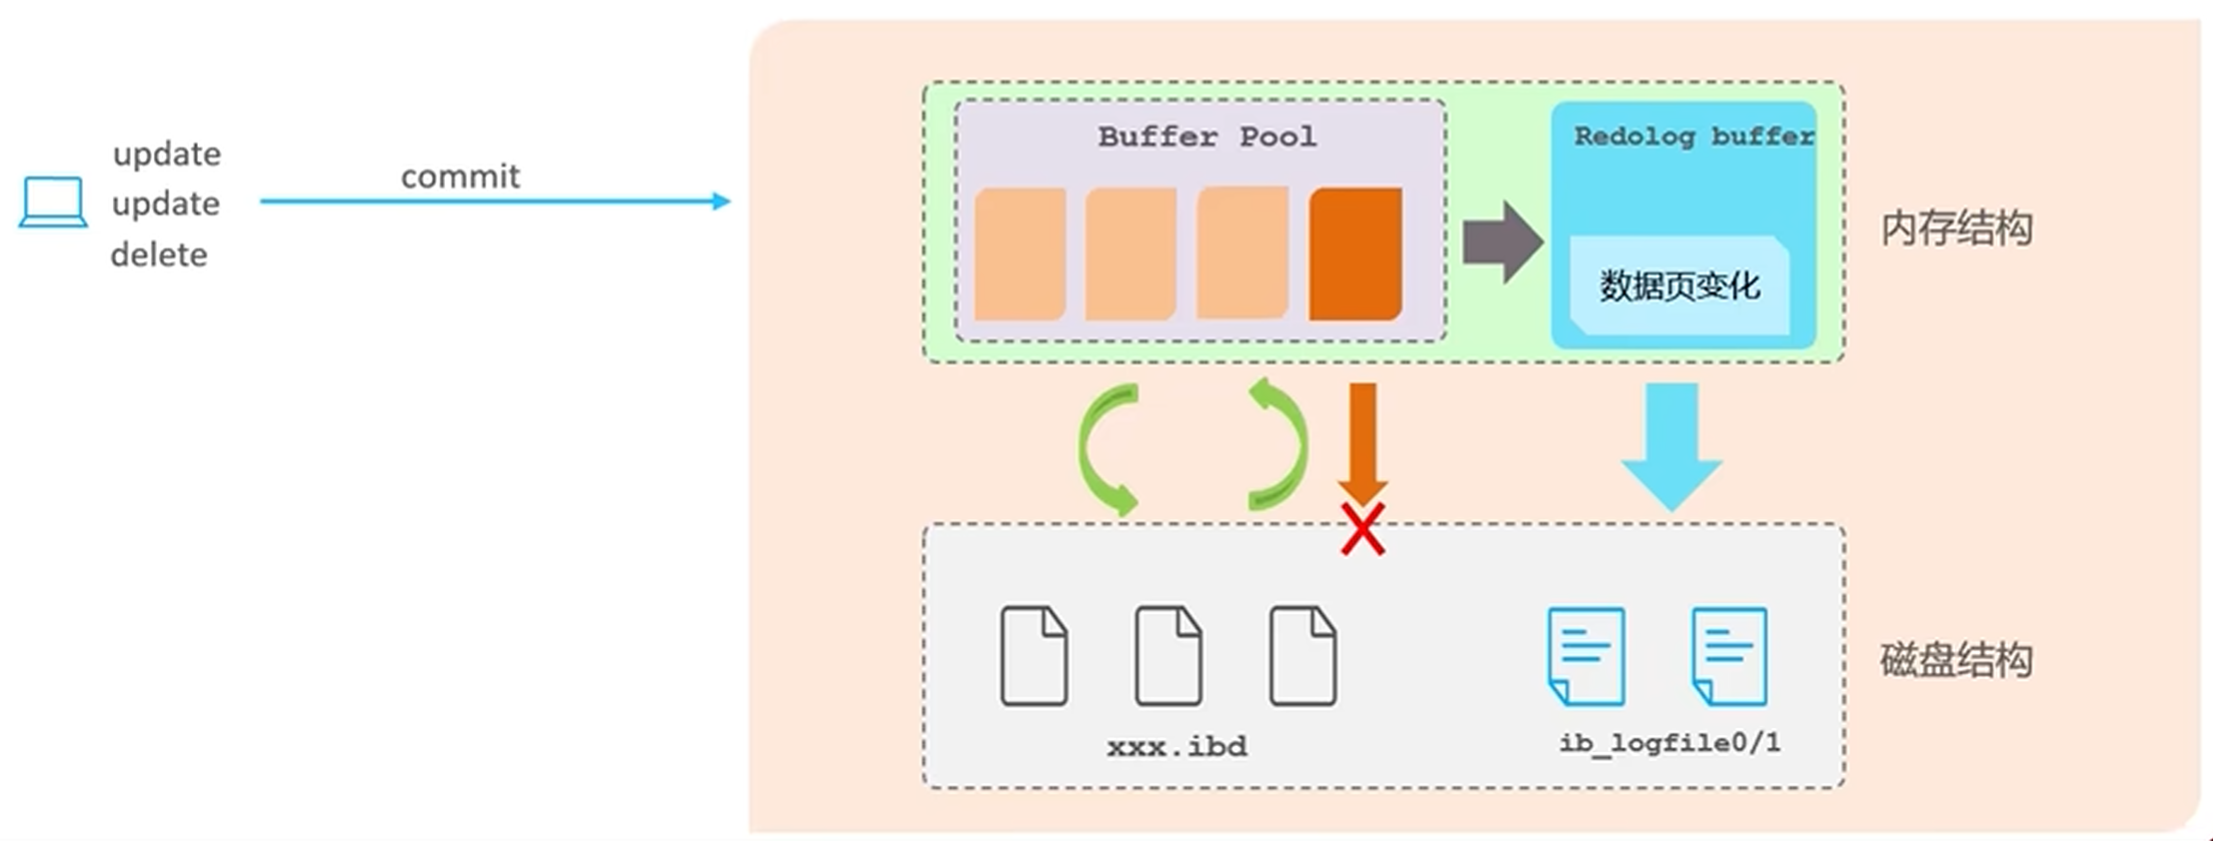 update
update
delete
commit
Buffer Pool
Redolog buffer
数据页变化
内存结构
xxx.ibd
ib_logfile0/1
磁盘结构